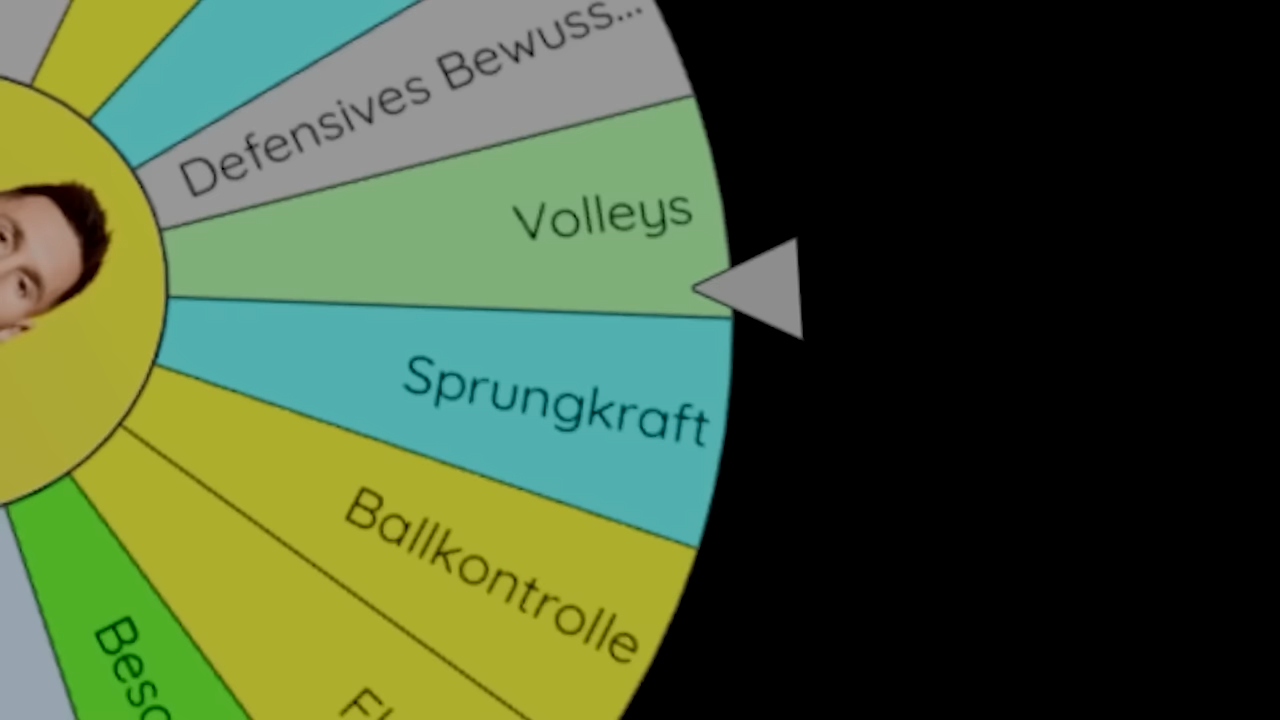 Defensives Bewuss...
Volleys
Sprungkraft
Ballkontrolle